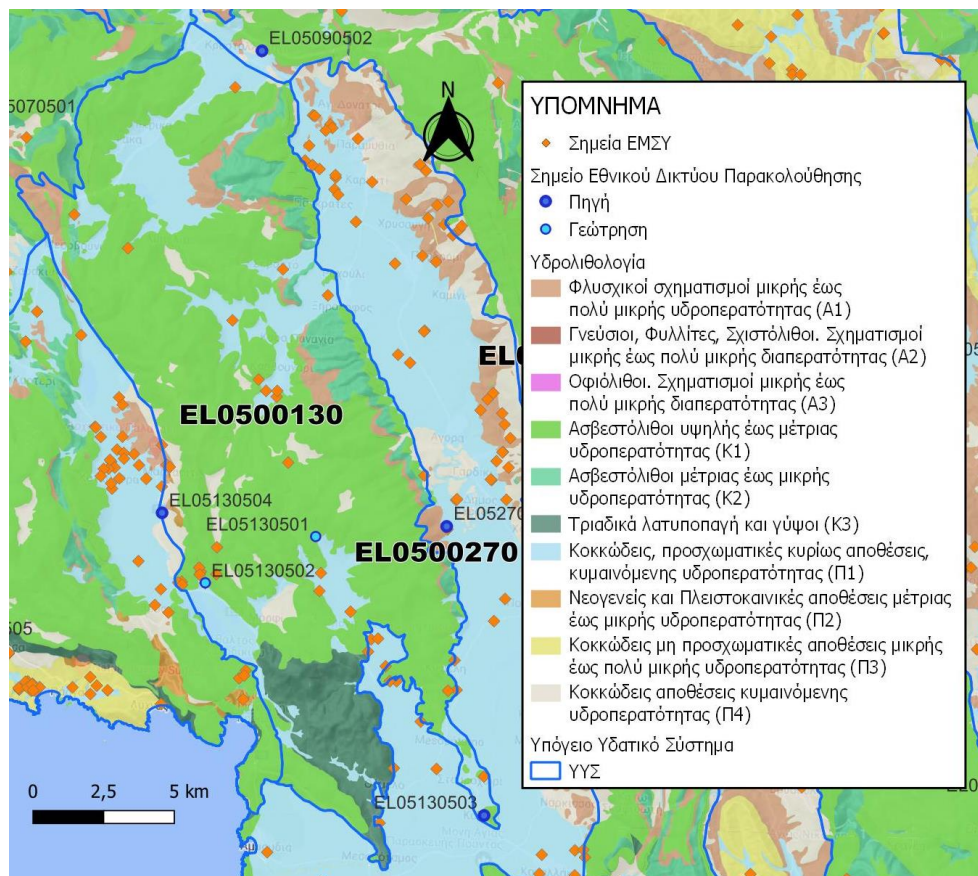 EL05090502
5070501
N
EL0500130
EL0
EL05130504
EL05130501
EL05270
EL0500270
EL05130502
505
EL05130503
0 2,5 5 km
ΥΠΟΜΝΗΜΑ
Σημεία ΕΜΣΥ
Σημείο Εθνικού Δικτύου Παρακολούθησης
Πηγή
Γεώτρηση
Υδρολιθολογία
Φλυσχικοί σχηματισμοί μικρής έως
πολύ μικρής υδροπερατότητας (Α1)
Γνεύσιοι, Φυλλίτες, Σχιστόλιθοι. Σχηματισμοί
μικρής έως πολύ μικρής διαπερατότητας (Α2)
Οφιόλιθοι. Σχηματισμοί μικρής έως
πολύ μικρής διαπερατότητας (Α3)
Ασβεστόλιθοι υψηλής έως μέτριας
υδροπερατότητας (Κ1)
Ασβεστόλιθοι μέτριας έως μικρής
υδροπερατότητας (Κ2)
Τριαδικά λατυποπαγή και γύψοι (Κ3)
Κοκκώδεις, προσχωματικές κυρίως αποθέσεις,
κυμαινόμενης υδροπερατότητας (Π1)
Νεογενείς και Πλειστοκαινικές αποθέσεις μέτριας
έως μικρής υδροπερατότητας (Π2)
Κοκκώδεις μη προσχωματικές αποθέσεις μικρής
έως πολύ μικρής υδροπερατότητας (Π3)
Κοκκώδεις αποθέσεις κυμαινόμενης
υδροπερατότητας (Π4)
Υπόγειο Υδατικό Σύστημα
ΥΥΣ